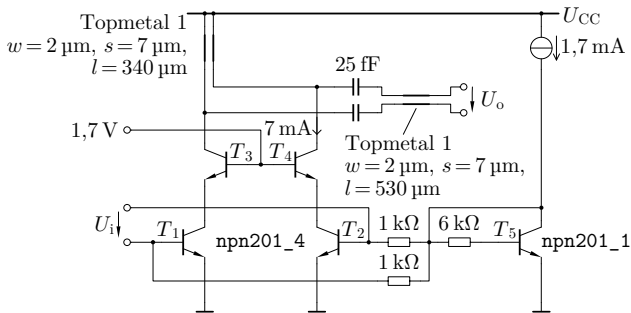 Topmetal 1
w = 2 µm, s = 7 µm,
l = 340 µm
U_CC
1,7 mA
25 fF
U_o
1,7 V
7 mA
Topmetal 1
w = 2 µm, s = 7 µm,
l = 530 µm
T_3
T_4
U_i
T_1
npn201_4
T_2
1 kΩ
6 kΩ
T_5
npn201_1
1 kΩ